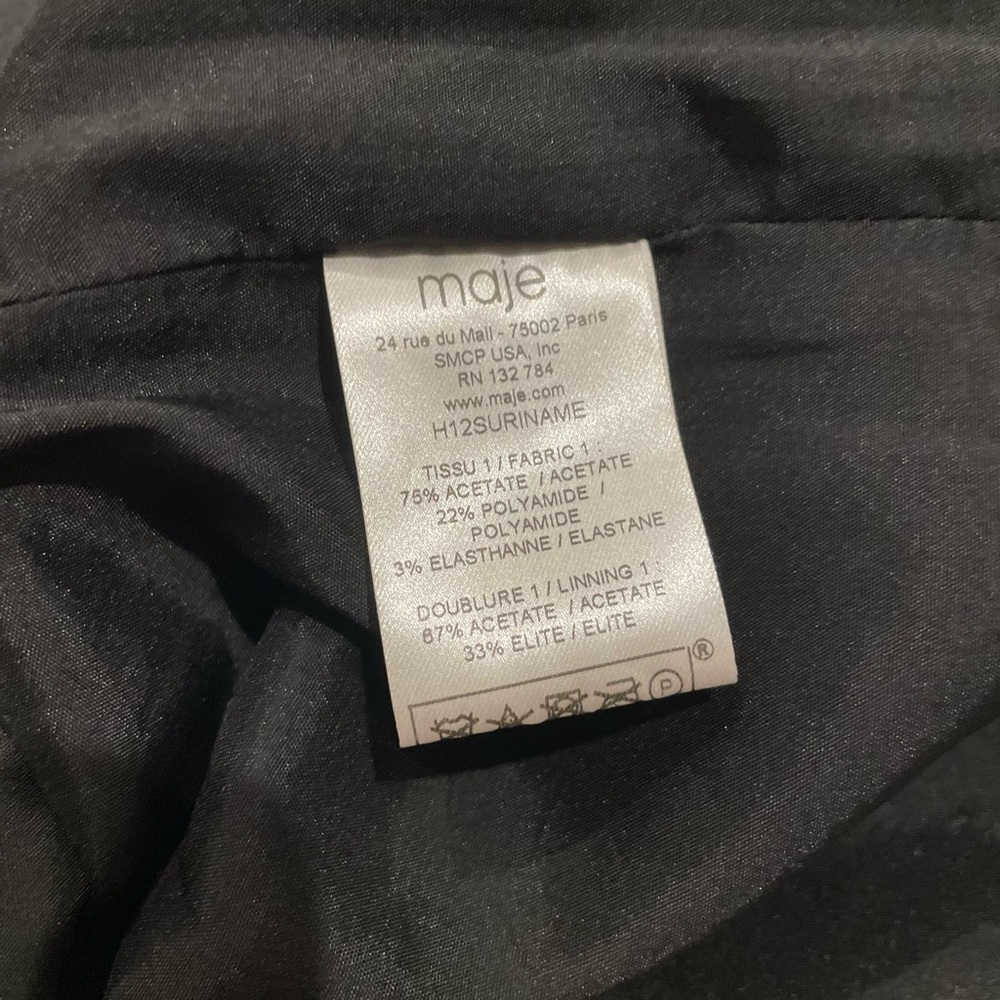 maje
24 rue du Mail - 75002 Paris
SMCP USA, Inc
RN 132 784
www.maje.com
H12SURINAME
TISSU 1 / FABRIC 1 :
75% ACETATE / ACETATE
22% POLYAMIDE /
POLYAMIDE
3% ELASTHANNE / ELASTANE
DOUBLURE 1 / LINNING 1 :
67% ACETATE / ACETATE
33% ELITE / ELITE
®
P